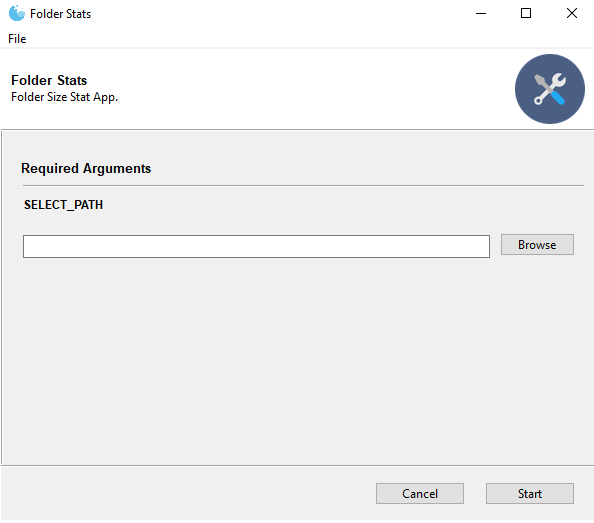 Folder Stats
File
Folder Stats
Folder Size Stat App.
Required Arguments
SELECT_PATH
Browse
Cancel
Start